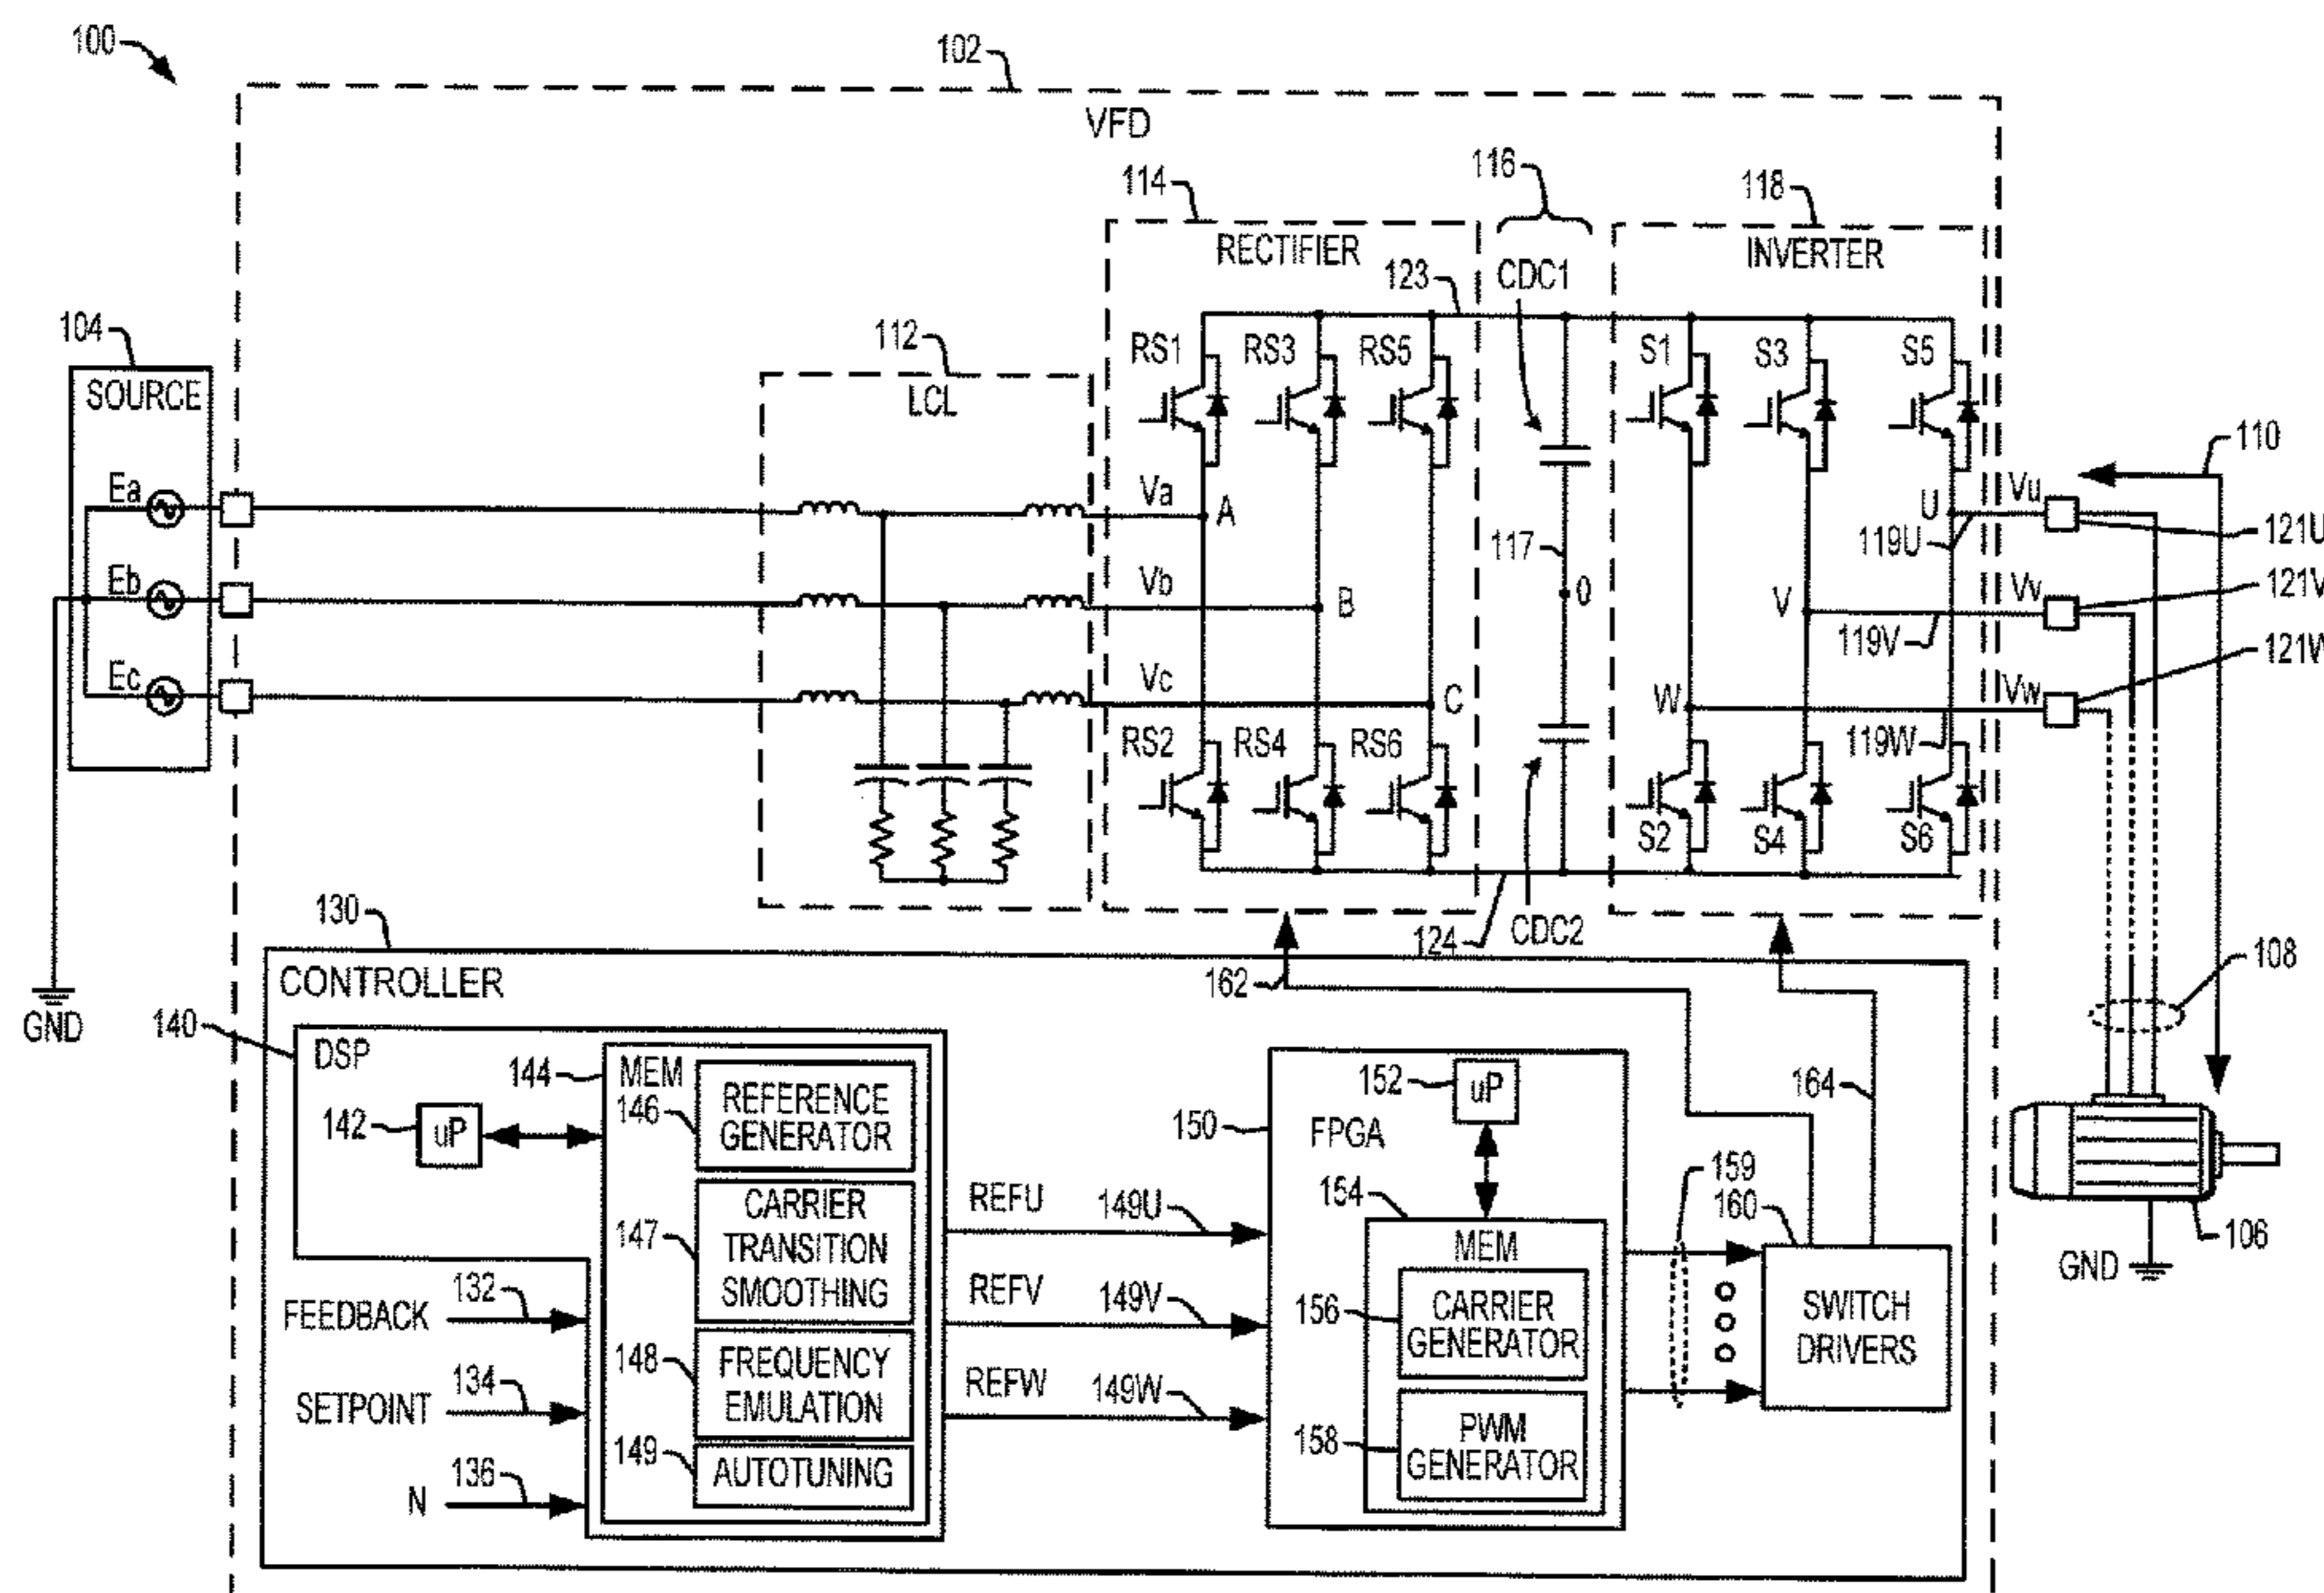 100
102
VFD
116
114
118
RECTIFIER
INVERTER
123
CDC1
104
112
SOURCE
LCL
RS1
RS3
RS5
S1
S3
S5
110
Ea
Va
A
U
Vu
121U
117
119U
Eb
Vb
B
0
V
Vv
121V
119V
Ec
Vc
C
W
Vw
121W
119W
RS2
RS4
RS6
S2
S4
S6
130
124
CDC2
CONTROLLER
162
108
GND
140
DSP
144
MEM
146
REFERENCE
GENERATOR
142
uP
152
uP
150
FPGA
164
159
REFU
149U
154
MEM
160
147
CARRIER
TRANSITION
SMOOTHING
106
GND
FEEDBACK
132
REFV
149V
156
CARRIER
GENERATOR
SWITCH
DRIVERS
148
FREQUENCY
EMULATION
SETPOINT
134
REFW
149W
158
PWM
GENERATOR
149
AUTOTUNING
N
136